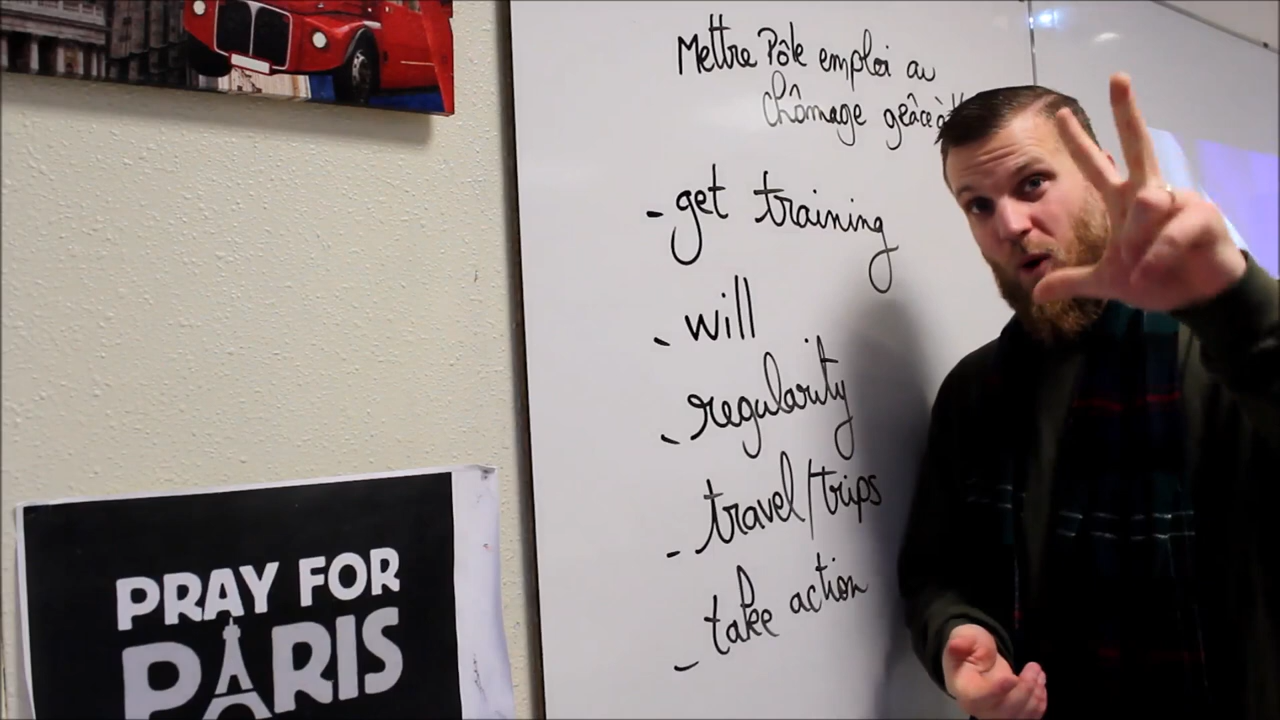 Mettre Pôle emploi au
chômage grâce à
- get training
- will
- regularity
- travel/trips
- take action
PRAY FOR
PARIS